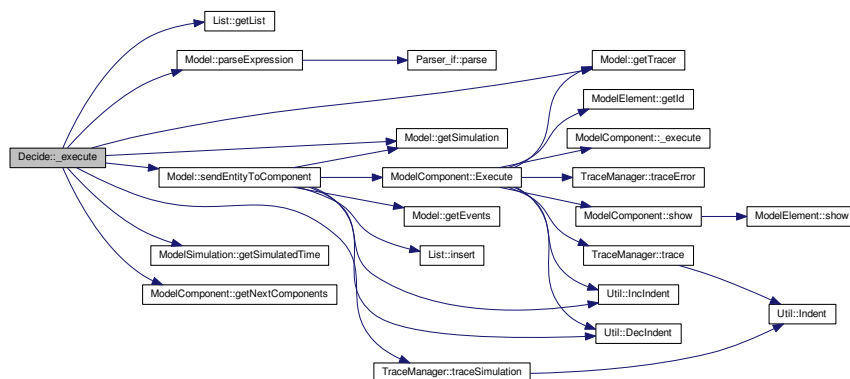 List::getList
Model::parseExpression
Parser_if::parse
Model::getTracer
ModelElement::getId
Model::getSimulation
ModelComponent::_execute
Decide::_execute
Model::sendEntityToComponent
ModelComponent::Execute
TraceManager::traceError
Model::getEvents
ModelComponent::show
ModelElement::show
ModelSimulation::getSimulatedTime
List::insert
TraceManager::trace
ModelComponent::getNextComponents
Util::IncIndent
Util::Indent
Util::DecIndent
TraceManager::traceSimulation